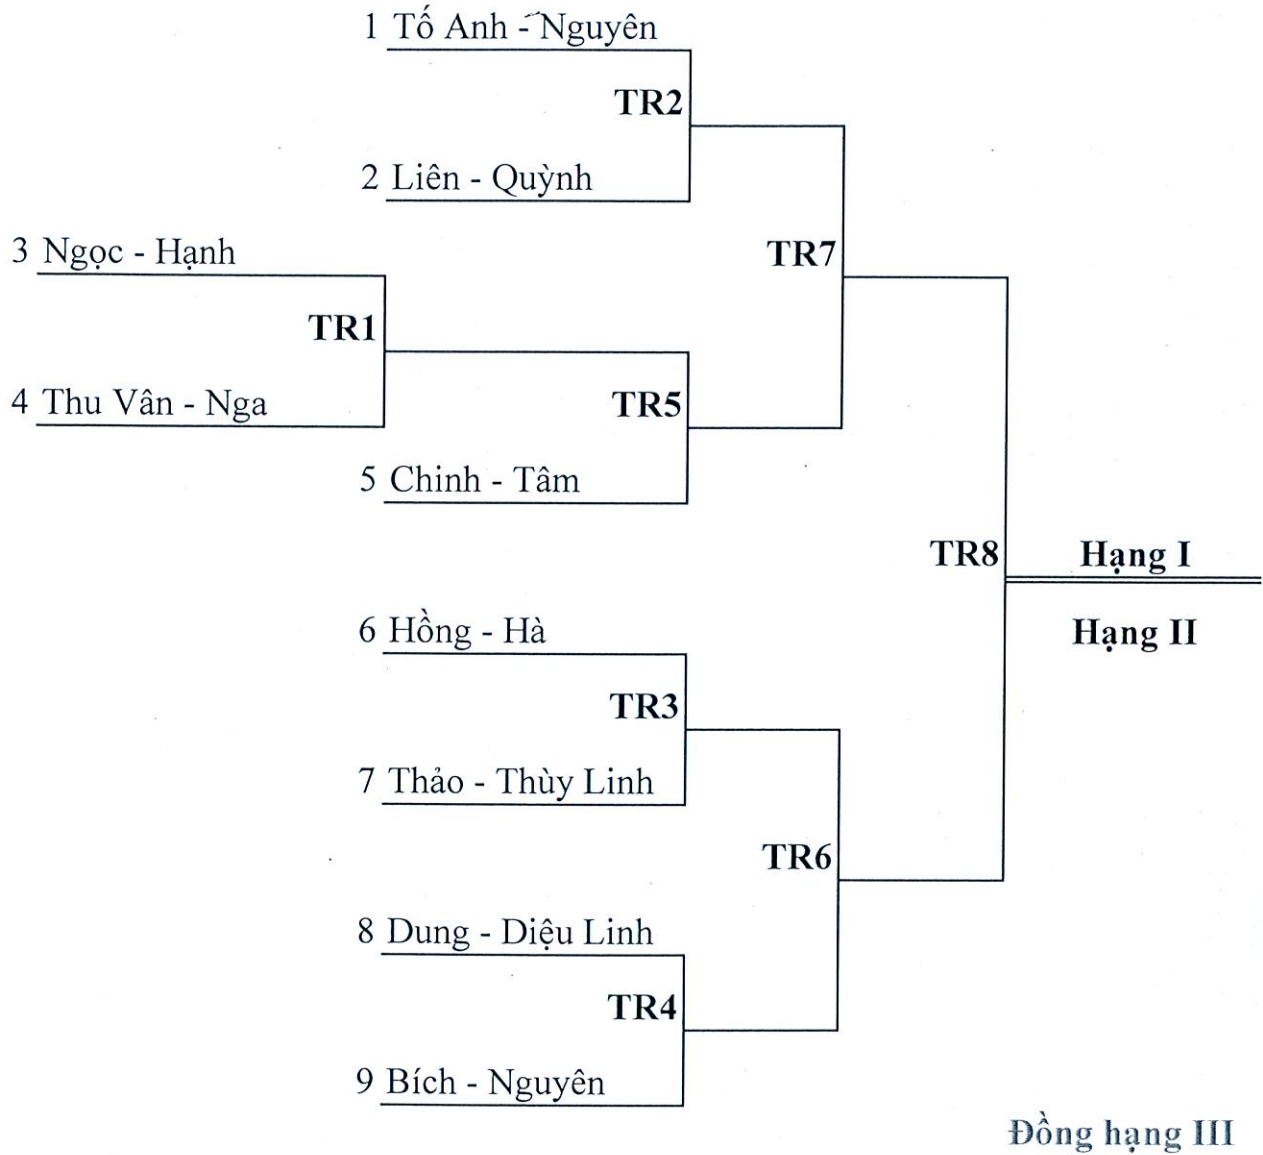 1 Tố Anh - Nguyên
TR2
2 Liên - Quỳnh
3 Ngọc - Hạnh
TR7
TR1
4 Thu Vân - Nga
TR5
5 Chinh - Tâm
TR8
Hạng I
Hạng II
6 Hồng - Hà
TR3
7 Thảo - Thùy Linh
TR6
8 Dung - Diệu Linh
TR4
9 Bích - Nguyên
Đồng hạng III